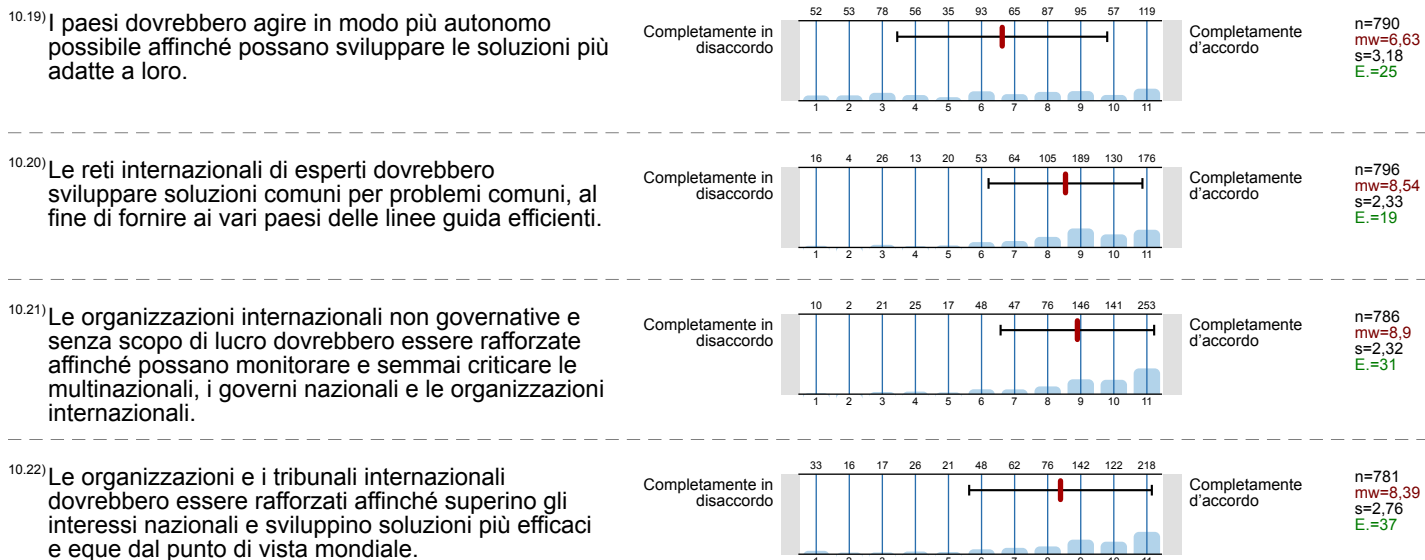 10.19) I paesi dovrebbero agire in modo più autonomo
possibile affinché possano sviluppare le soluzioni più
adatte a loro.
Completamente in
disaccordo
52 53 78 56 35 93 65 87 95 57 119
1 2 3 4 5 6 7 8 9 10 11
Completamente
d'accordo
n=790
mw=6,63
s=3,18
E.=25
10.20) Le reti internazionali di esperti dovrebbero
sviluppare soluzioni comuni per problemi comuni, al
fine di fornire ai vari paesi delle linee guida efficienti.
Completamente in
disaccordo
16 4 26 13 20 53 64 105 189 130 176
1 2 3 4 5 6 7 8 9 10 11
Completamente
d'accordo
n=796
mw=8,54
s=2,33
E.=19
10.21) Le organizzazioni internazionali non governative e
senza scopo di lucro dovrebbero essere rafforzate
affinché possano monitorare e semmai criticare le
multinazionali, i governi nazionali e le organizzazioni
internazionali.
Completamente in
disaccordo
10 2 21 25 17 48 47 76 146 141 253
1 2 3 4 5 6 7 8 9 10 11
Completamente
d'accordo
n=786
mw=8,9
s=2,32
E.=31
10.22) Le organizzazioni e i tribunali internazionali
dovrebbero essere rafforzati affinché superino gli
interessi nazionali e sviluppino soluzioni più efficaci
e eque dal punto di vista mondiale.
Completamente in
disaccordo
33 16 17 26 21 48 62 76 142 122 218
Completamente
d'accordo
n=781
mw=8,39
s=2,76
E.=37